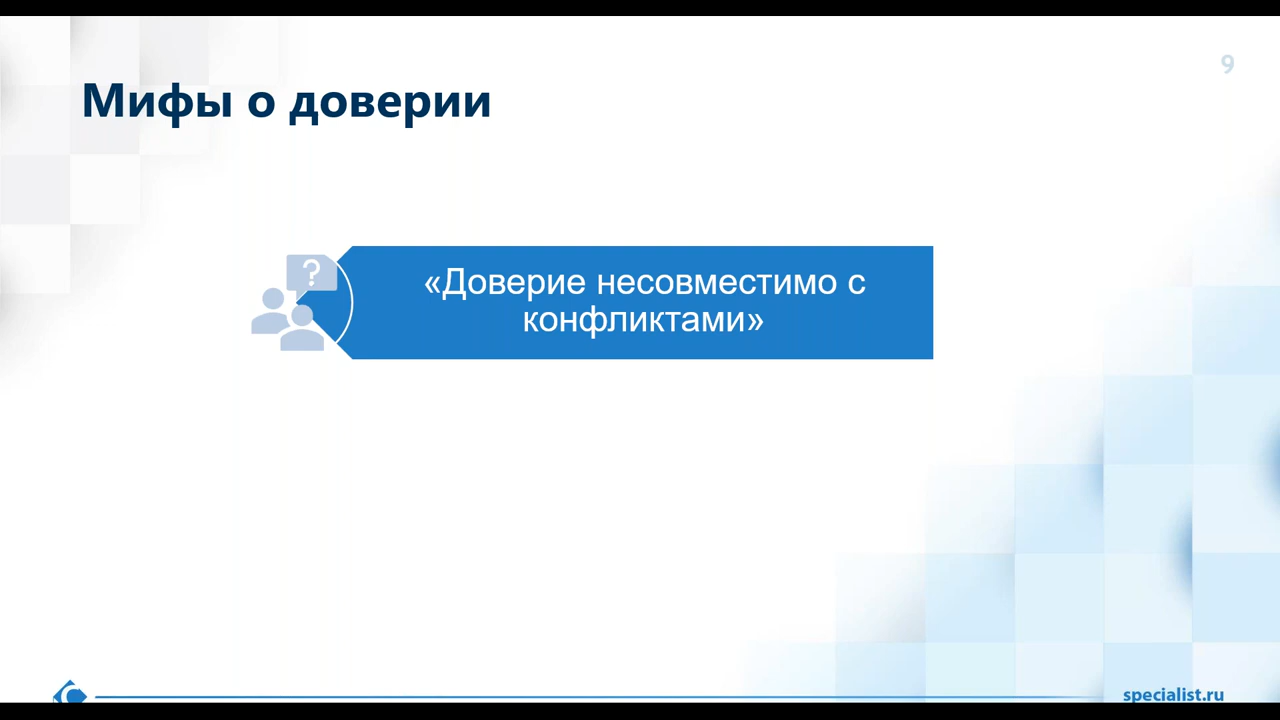 9
Мифы о доверии
?
«Доверие несовместимо с
конфликтами»
specialist.ru